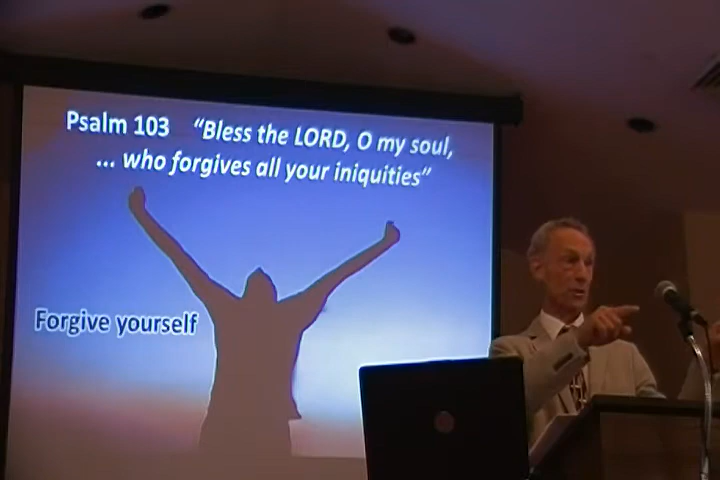 Psalm 103 “Bless the LORD, O my soul,
... who forgives all your iniquities”
Forgive yourself